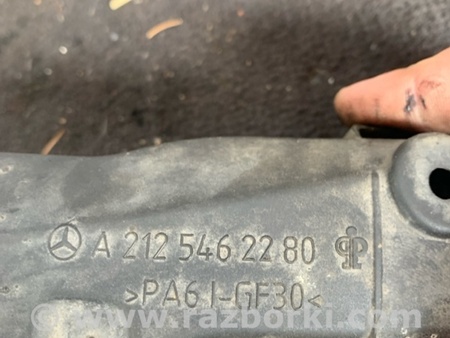 A 212 546 22 80
>PA6 I-GF30<
www.razborki.com